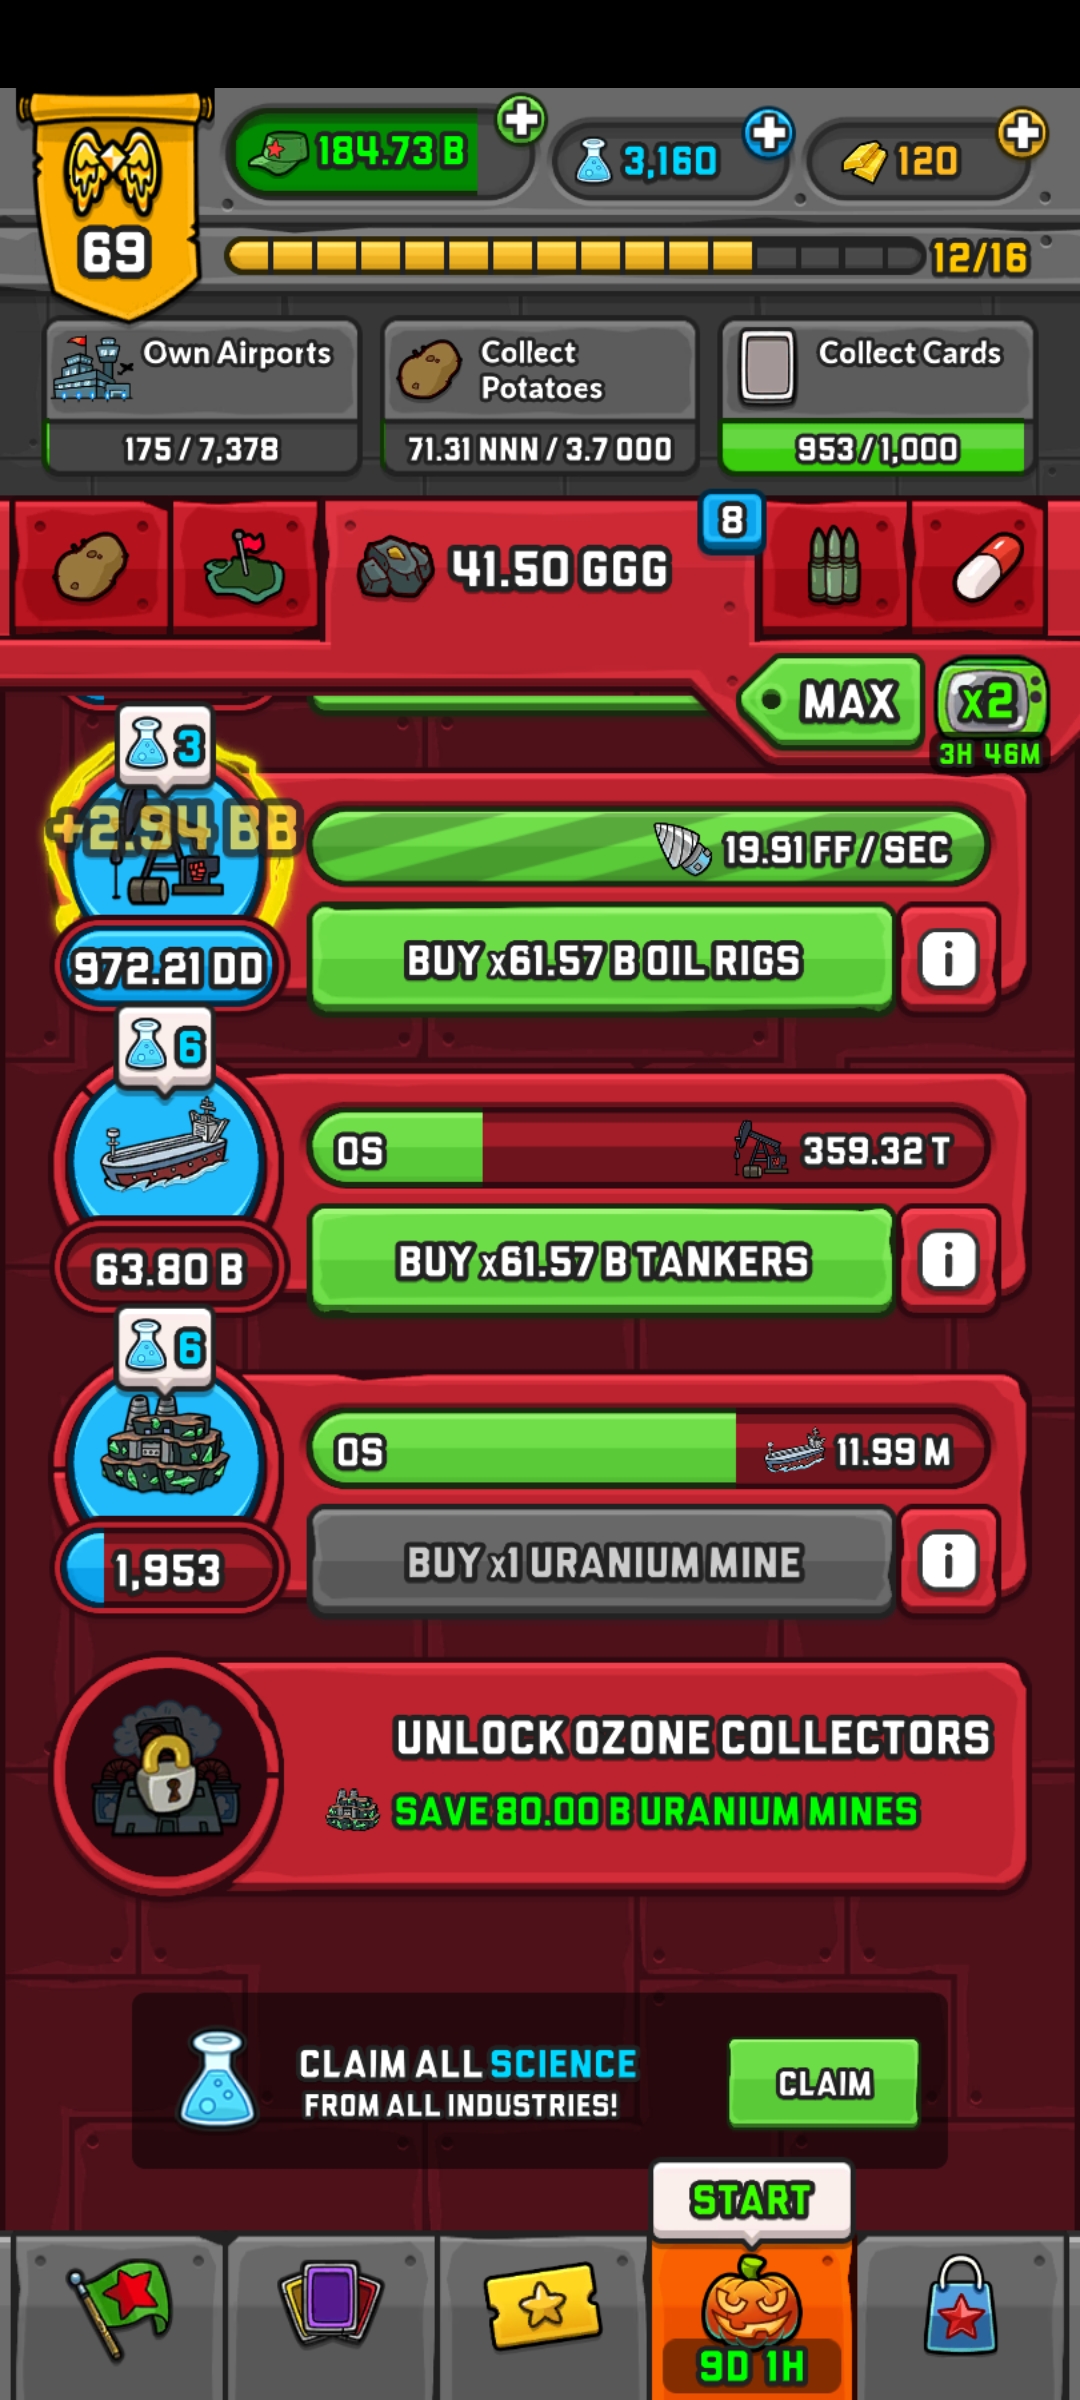 69
184.73 B
3,160
120
12/16
Own Airports
175 / 7,378
Collect
Potatoes
71.31 NNN / 3.7 OOO
Collect Cards
953 / 1,000
41.50 GGG
8
MAX
x2
3H 46M
3
+2.94 BB
19.91 FF / SEC
972.21 DD
BUY x61.57 B OIL RIGS
i
6
0S
359.32 T
63.80 B
BUY x61.57 B TANKERS
i
6
0S
11.99 M
1,953
BUY x1 URANIUM MINE
i
UNLOCK OZONE COLLECTORS
SAVE 80.00 B URANIUM MINES
CLAIM ALL SCIENCE
FROM ALL INDUSTRIES!
CLAIM
START
9D 1H